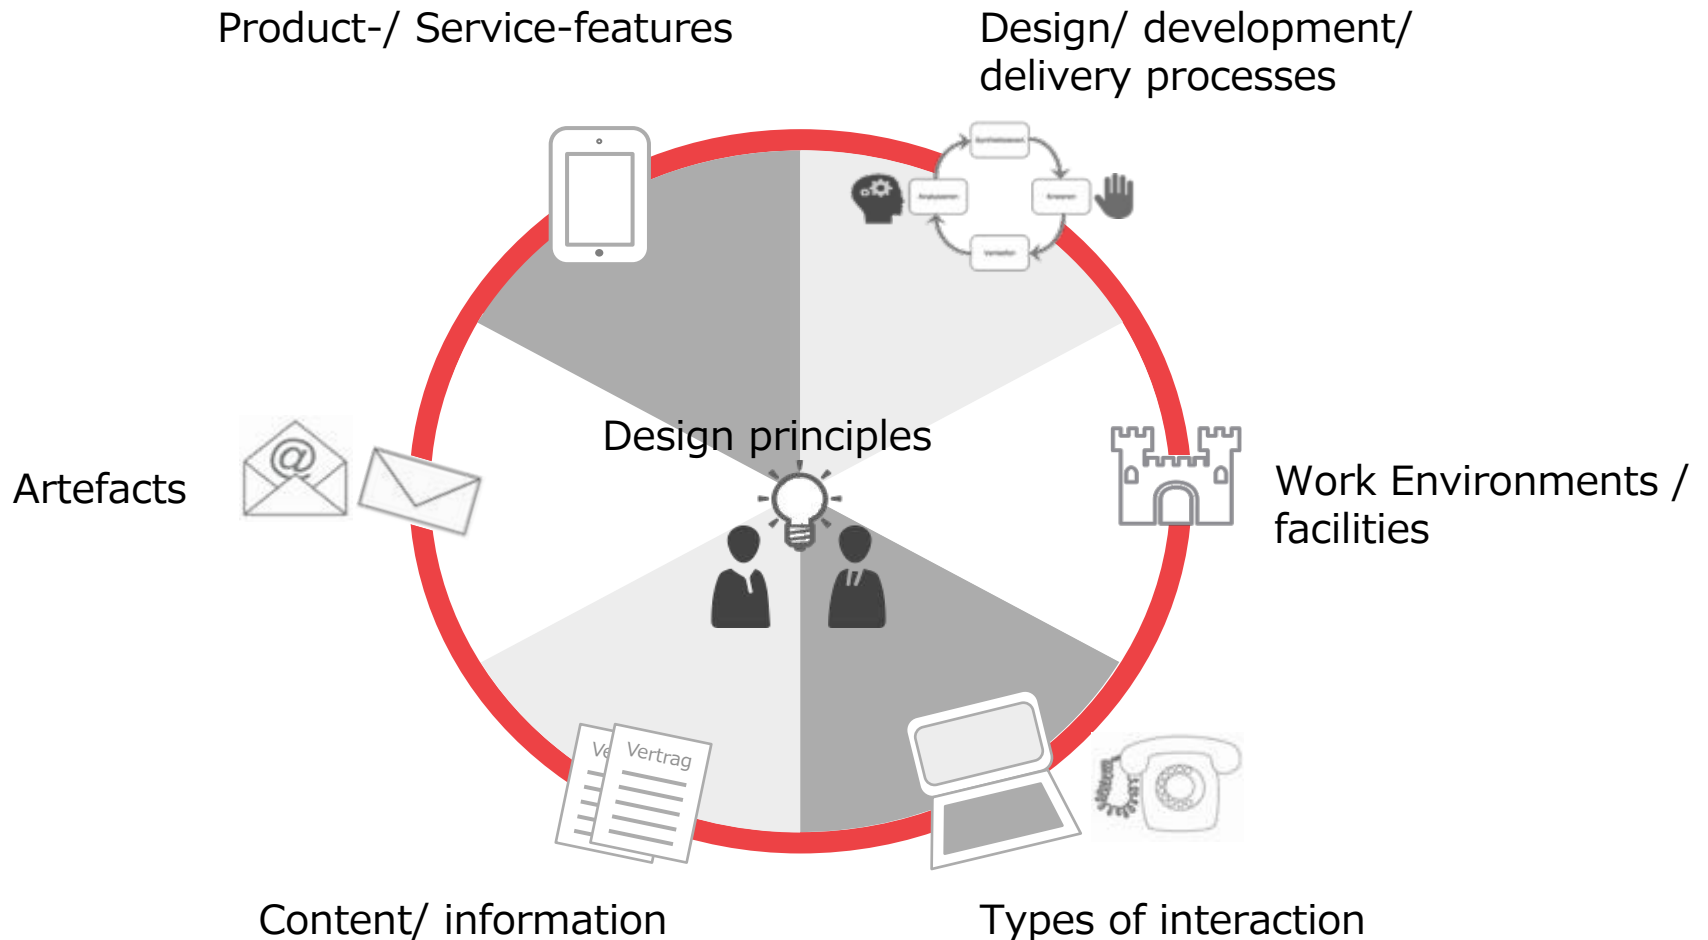 Product-/ Service-features
Design/ development/
delivery processes
Design principles
Artefacts
@
Work Environments /
facilities
Ve
Vertrag
Content/ information
Types of interaction